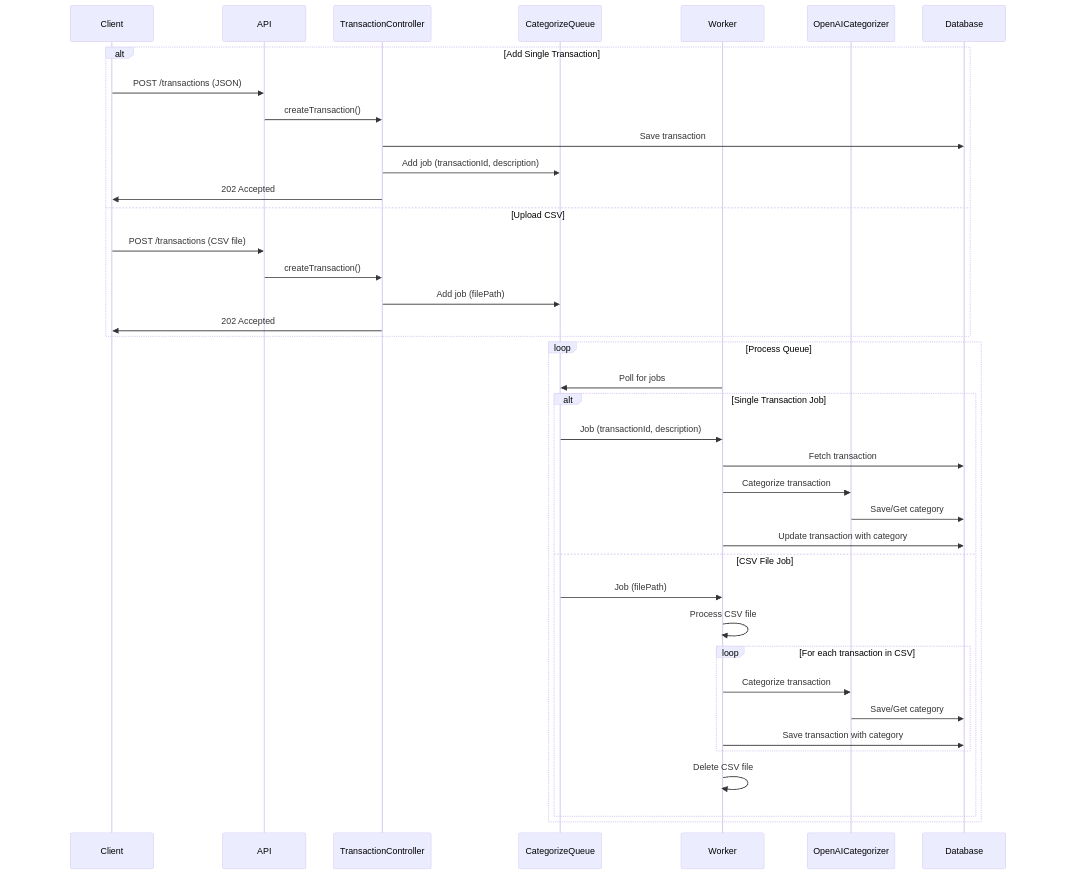 Client API TransactionController CategorizeQueue Worker OpenAICategorizer Database
alt [Add Single Transaction]
POST /transactions (JSON)
createTransaction()
Save transaction
Add job (transactionId, description)
202 Accepted
[Upload CSV]
POST /transactions (CSV file)
createTransaction()
Add job (filePath)
202 Accepted
loop [Process Queue]
Poll for jobs
alt [Single Transaction Job]
Job (transactionId, description)
Fetch transaction
Categorize transaction
Save/Get category
Update transaction with category
[CSV File Job]
Job (filePath)
Process CSV file
loop [For each transaction in CSV]
Categorize transaction
Save/Get category
Save transaction with category
Delete CSV file
Client API TransactionController CategorizeQueue Worker OpenAICategorizer Database